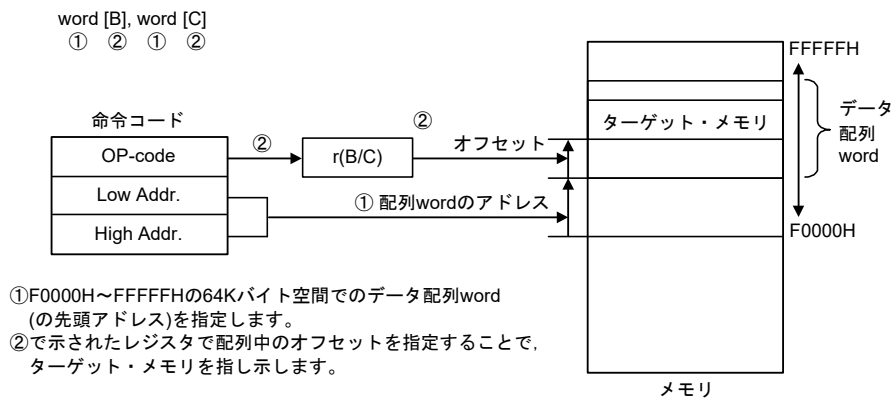 word [B], word [C]
① ② ① ②
FFFFFH
命令コード
②
データ
配列
word
ターゲット・メモリ
OP-code
②
r(B/C)
オフセット
Low Addr.
① 配列wordのアドレス
High Addr.
F0000H
①F0000H～FFFFFHの64Kバイト空間でのデータ配列word
(の先頭アドレス)を指定します。
②で示されたレジスタで配列中のオフセットを指定することで,
ターゲット・メモリを指し示します。
メモリ